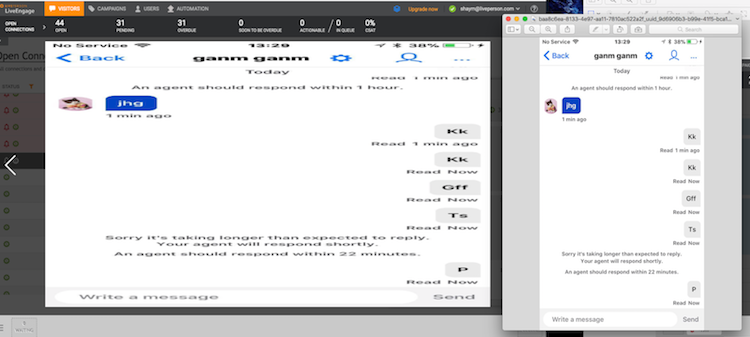 LiveEngage
VISITORS
CAMPAIGNS
USERS
AUTOMATION
Upgrade now
shaym@liveperson.com
OPEN
CONNECTIONS
44
OPEN
31
PENDING
31
OVERDUE
0
SOON TO BE OVERDUE
0
ACTIONABLE
/ 0
IN QUEUE
0%
CSAT
Open Conn
STATUS
No Service
13:29
38%
Back
ganm ganm
...
Today
Read 1 min ago
An agent should respond within 1 hour.
jhg
1 min ago
Kk
Read 1 min ago
Kk
Read Now
Gff
Read Now
Ts
Read Now
Sorry it's taking longer than expected to reply.
Your agent will respond shortly.
An agent should respond within 22 minutes.
P
Read Now
Write a message
Send
Search
No Service
13:29
38%
Back
ganm ganm
...
Today
Read 1 min ago
An agent should respond within 1 hour.
jhg
1 min ago
Kk
Read 1 min ago
Kk
Read Now
Gff
Read Now
Ts
Read Now
Sorry it's taking longer than expected to reply.
Your agent will respond shortly.
An agent should respond within 22 minutes.
P
Read Now
Write a message
Send